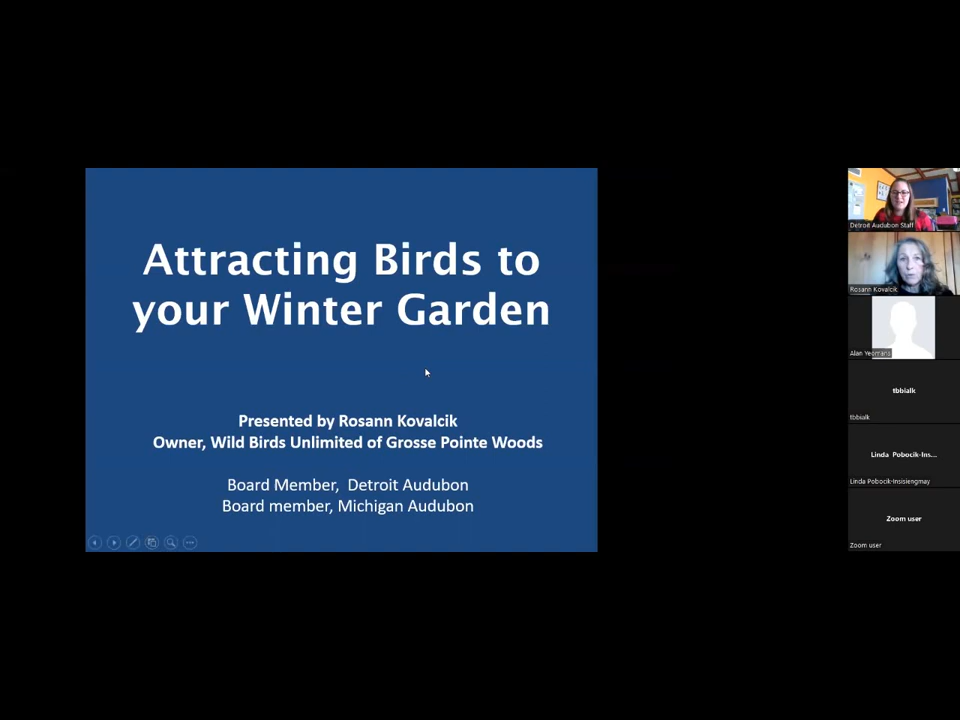 Attracting Birds to
your Winter Garden
Presented by Rosann Kovalcik
Owner, Wild Birds Unlimited of Grosse Pointe Woods
Board Member, Detroit Audubon
Board member, Michigan Audubon
Detroit Audubon Staff
Rosann Kovalcik
Alan Yeomans
tbbialk
tbbialk
Linda Pobocik-Ins...
Linda Pobocik-Insisiengmay
Zoom user
Zoom user